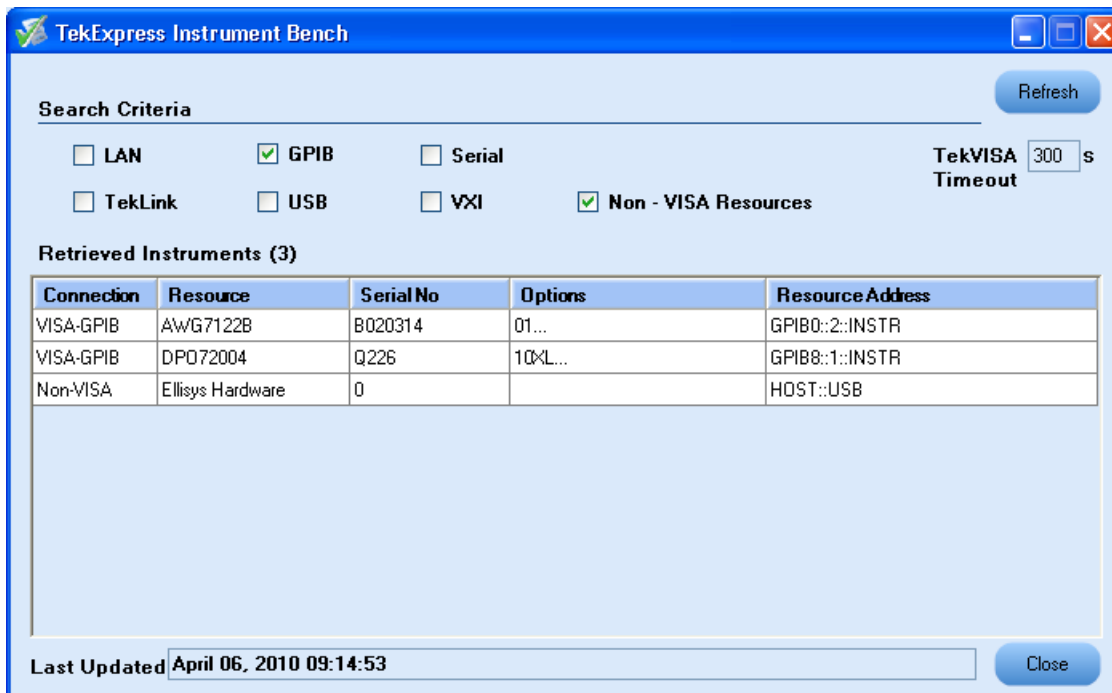 TekExpress Instrument Bench
Refresh
Search Criteria
LAN GPIB Serial
TekVISA Timeout 300 s
TekLink USB VXI Non - VISA Resources
Retrieved Instruments (3)
Connection Resource Serial No Options Resource Address
VISA-GPIB AWG7122B B020314 01... GPIB0::2::INSTR
VISA-GPIB DPO72004 Q226 10XL... GPIB8::1::INSTR
Non-VISA Ellisys Hardware 0 HOST::USB
Last Updated April 06, 2010 09:14:53
Close